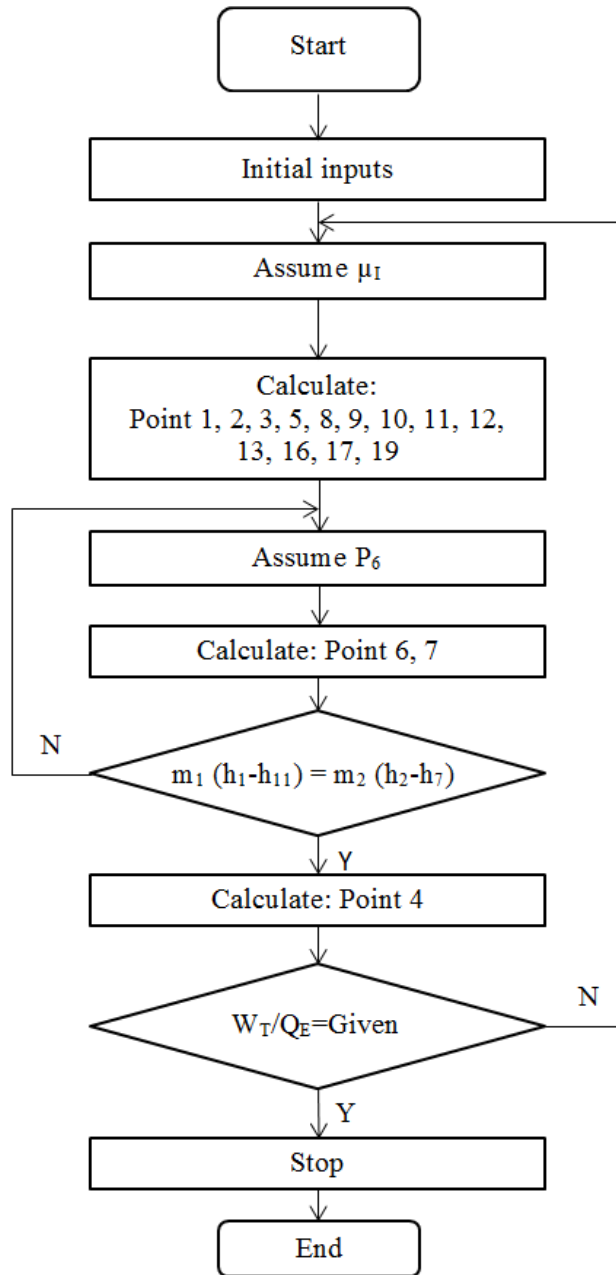 Start
Initial inputs
Assume μI
Calculate:
Point 1, 2, 3, 5, 8, 9, 10, 11, 12,
13, 16, 17, 19
Assume P6
Calculate: Point 6, 7
N
m1 (h1-h11) = m2 (h2-h7)
Y
Calculate: Point 4
N
WT/QE=Given
Y
Stop
End